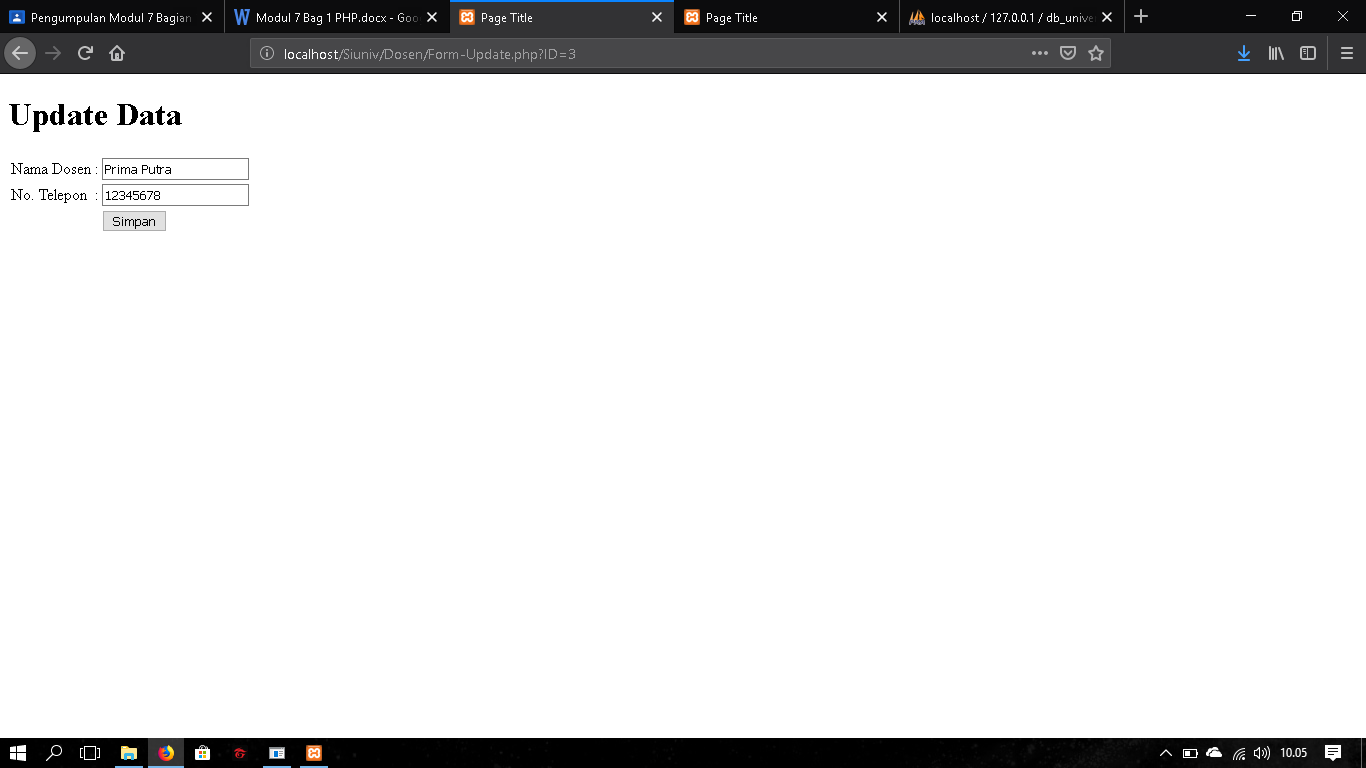 Pengumpulan Modul 7 Bagian
Modul 7 Bag 1 PHP.docx - Goo
Page Title
Page Title
localhost / 127.0.0.1 / db_unive
localhost/Siuniv/Dosen/Form-Update.php?ID=3
Update Data
Nama Dosen : Prima Putra
No. Telepon : 12345678
Simpan
10.05